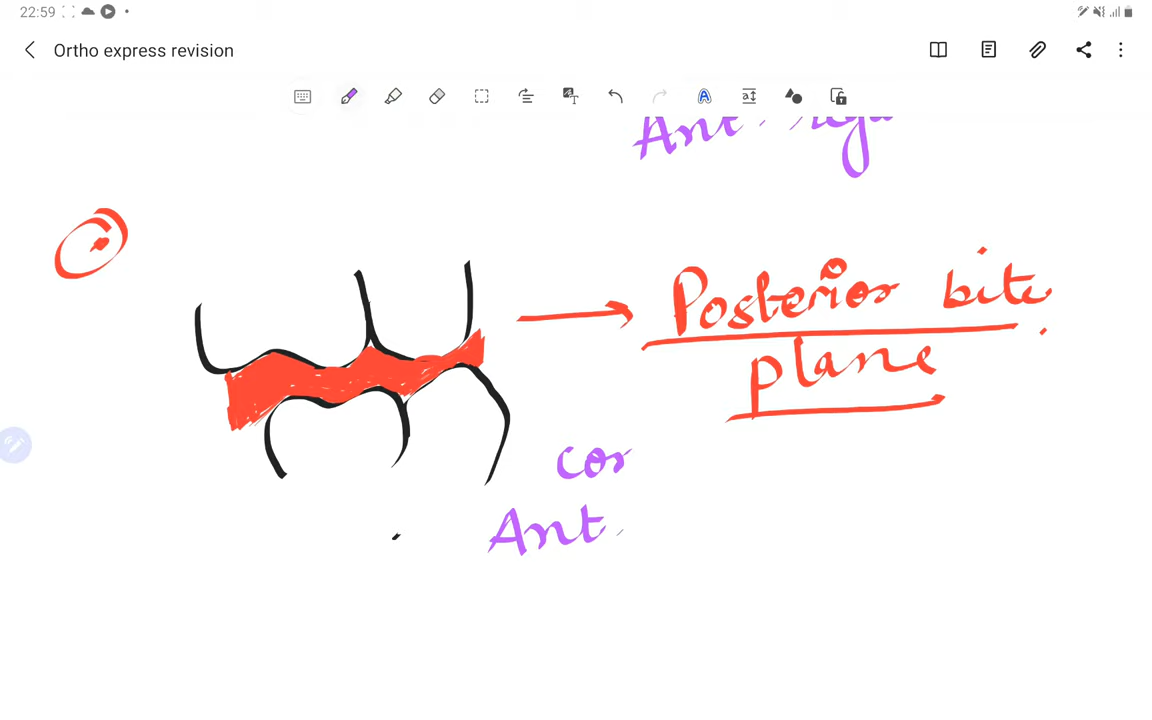 22:59
Ortho express revision
Ant.
Posterior bite
plane
cor
Ant.